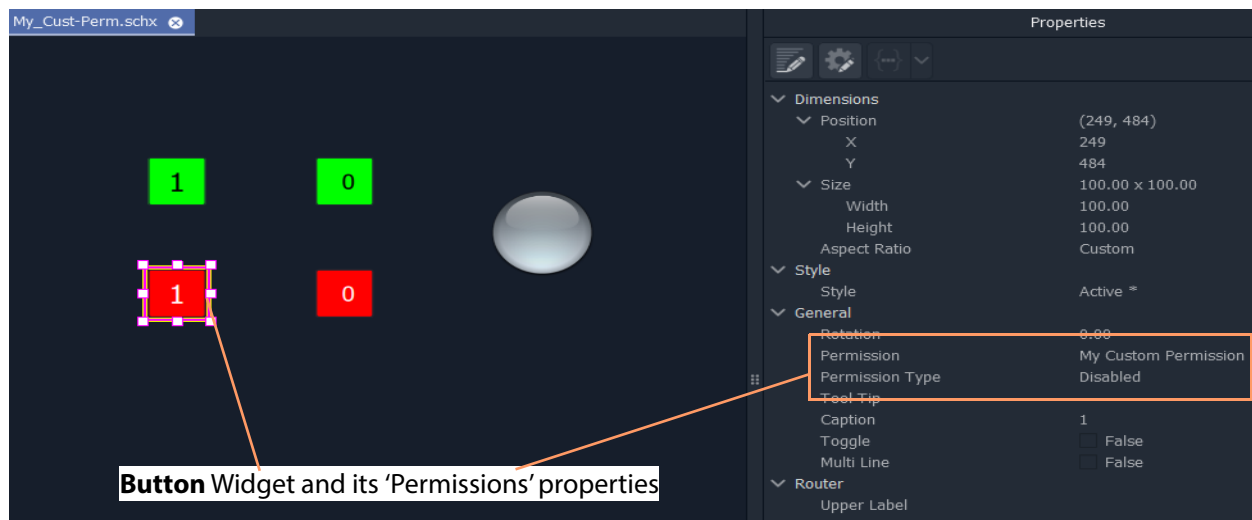 My_Cust-Perm.schx
Properties
Dimensions
Position (249, 484)
X 249
Y 484
Size 100.00 x 100.00
Width 100.00
Height 100.00
Aspect Ratio Custom
Style
Style Active *
General
Rotation 0.00
Permission My Custom Permission
Permission Type Disabled
Tool Tip
Caption 1
Toggle False
Multi Line False
Router
Upper Label
1 0
1 0
Button Widget and its ‘Permissions’ properties